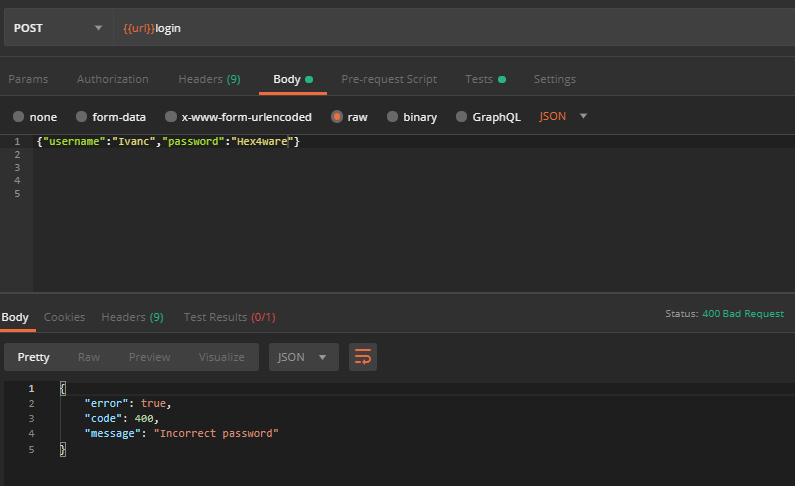 POST {{url}}login
Params Authorization Headers (9) Body Pre-request Script Tests Settings
none form-data x-www-form-urlencoded raw binary GraphQL JSON
1 {"username":"Ivanc","password":"Hex4ware"}
2
3
4
5
Body Cookies Headers (9) Test Results (0/1) Status: 400 Bad Request
Pretty Raw Preview Visualize JSON
1 {
2 "error": true,
3 "code": 400,
4 "message": "Incorrect password"
5 }